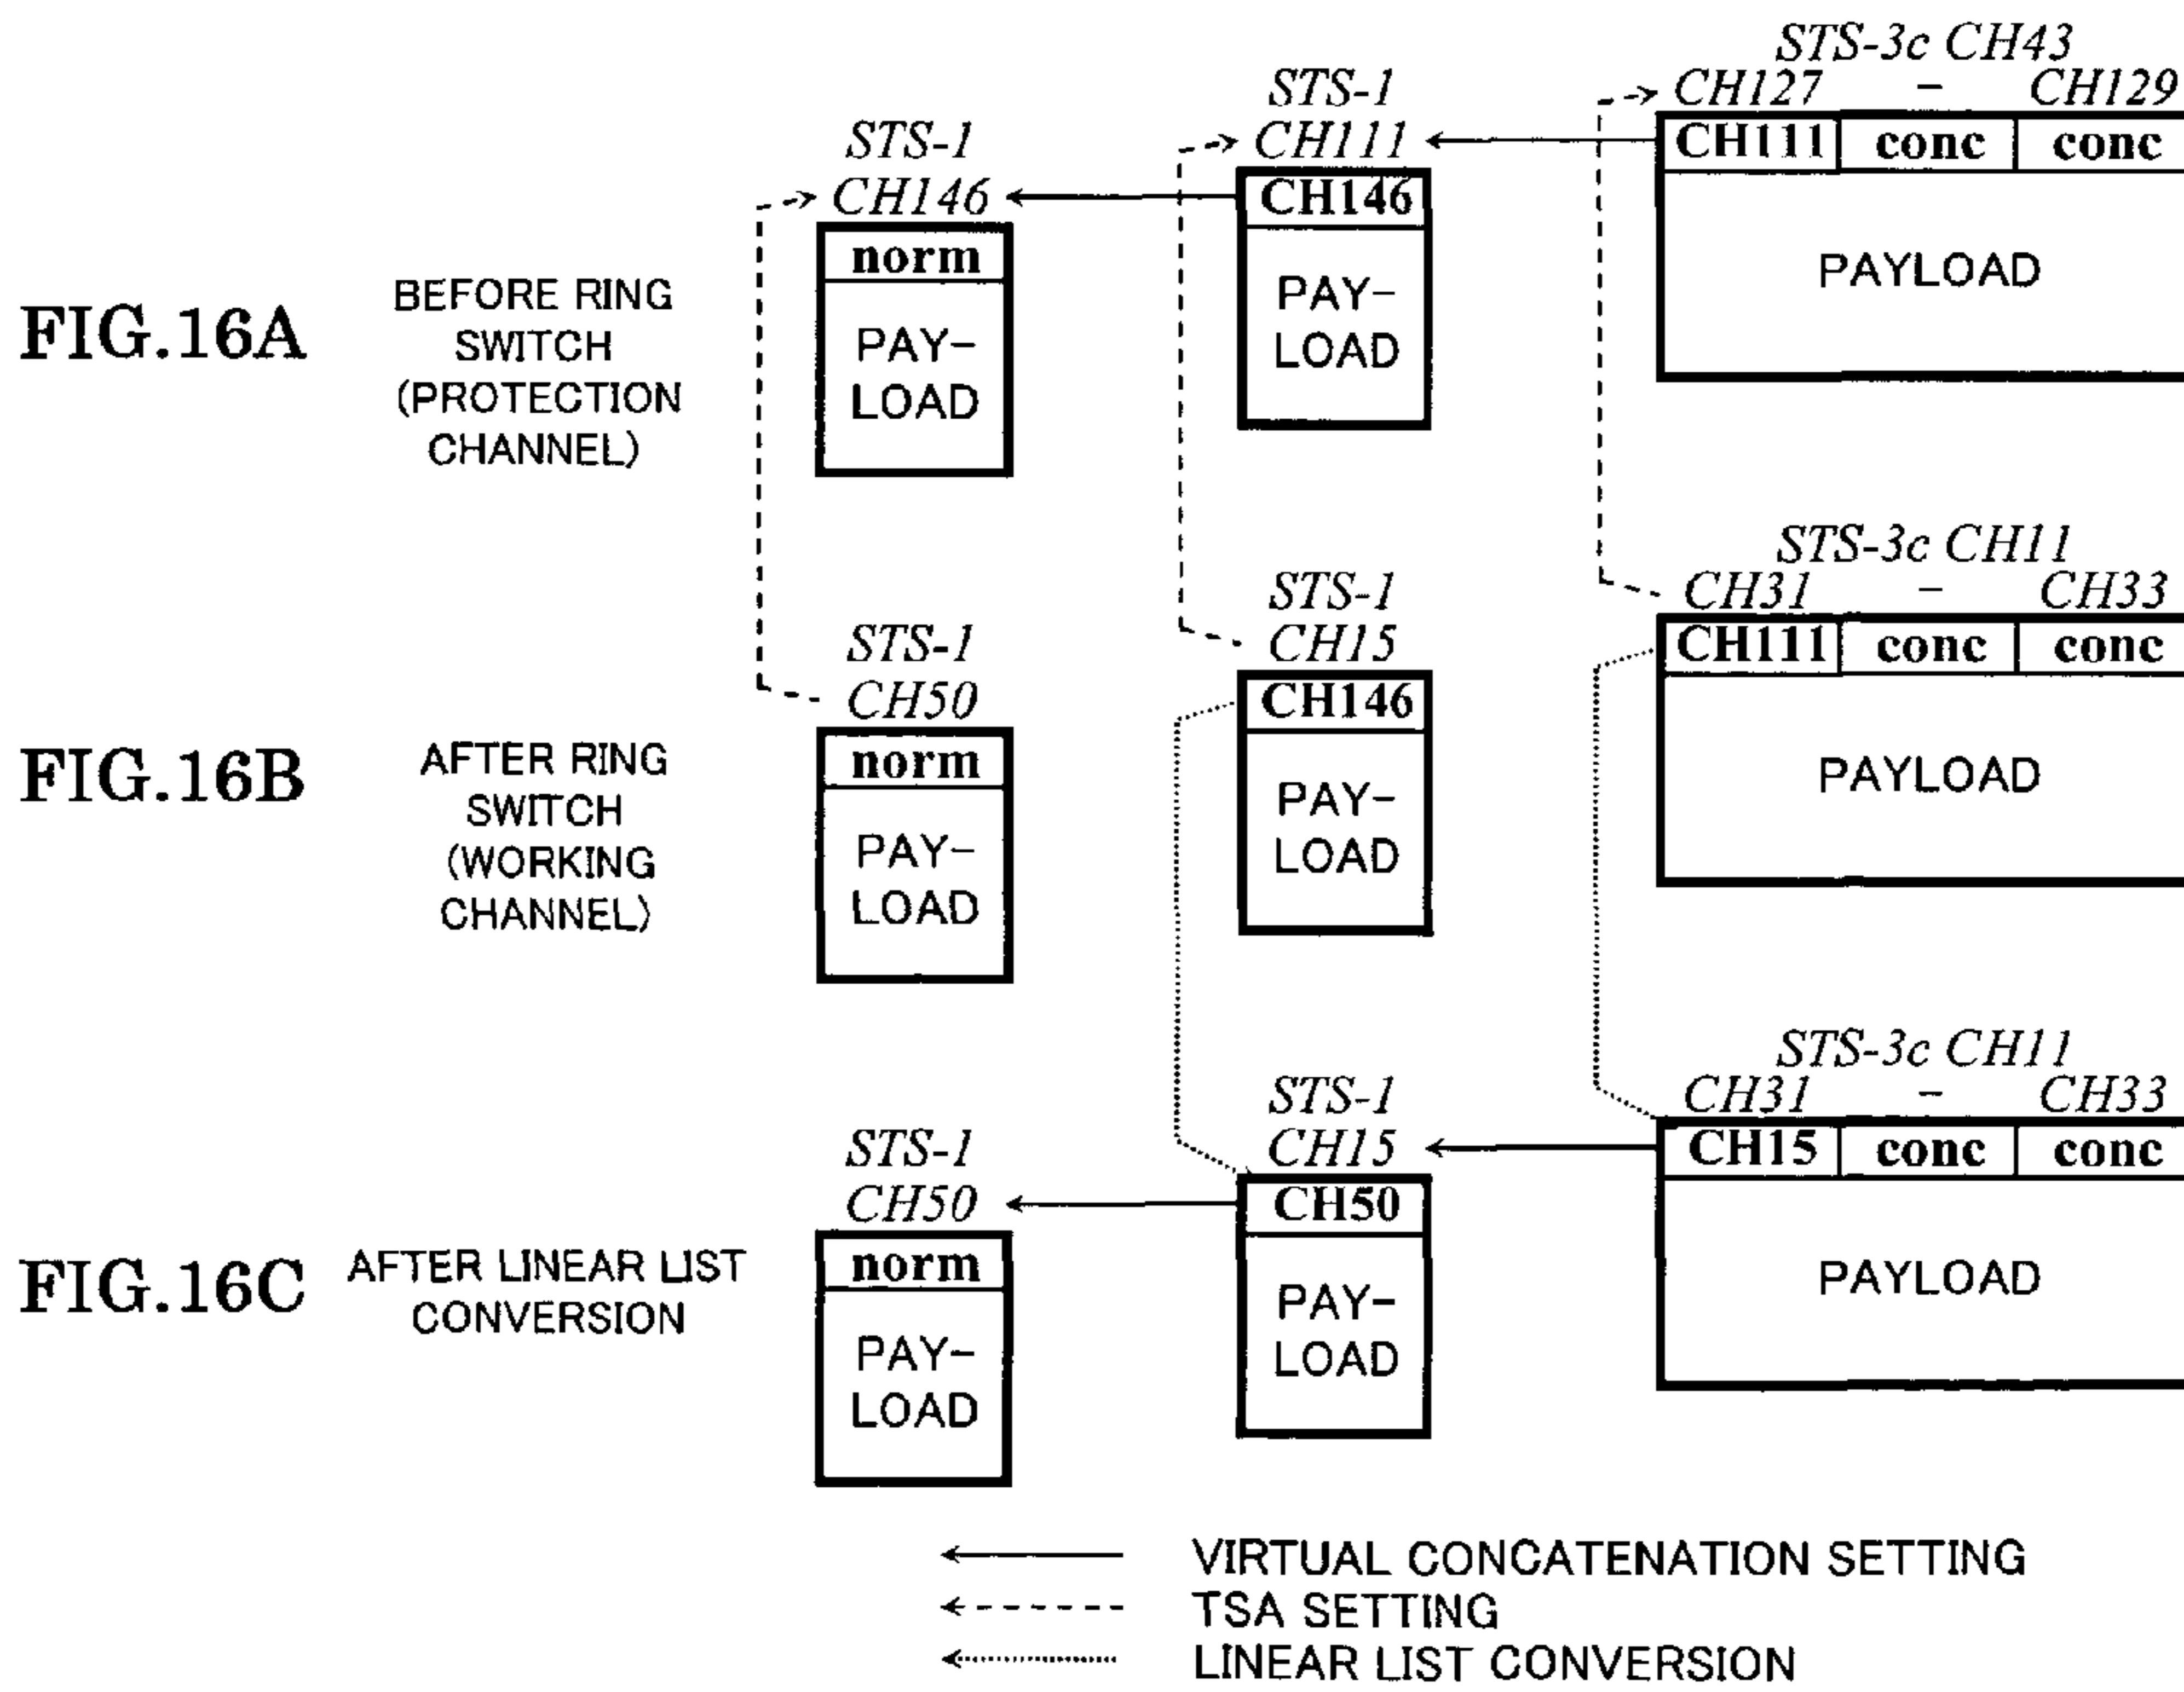 STS-3c CH43
STS-1
CH127 – CH129
STS-1
CH111
CH111 conc conc
CH146
CH146
norm
PAYLOAD
PAY-
LOAD
PAY-
LOAD
FIG.16A
BEFORE RING
SWITCH
(PROTECTION
CHANNEL)
STS-3c CH11
STS-1
CH31 – CH33
STS-1
CH15
CH111 conc conc
CH50
CH146
norm
PAYLOAD
PAY-
LOAD
PAY-
LOAD
FIG.16B
AFTER RING
SWITCH
(WORKING
CHANNEL)
STS-3c CH11
STS-1
CH31 – CH33
STS-1
CH15
CH15 conc conc
CH50
CH50
norm
PAYLOAD
PAY-
LOAD
PAY-
LOAD
FIG.16C
AFTER LINEAR LIST
CONVERSION
VIRTUAL CONCATENATION SETTING
TSA SETTING
LINEAR LIST CONVERSION